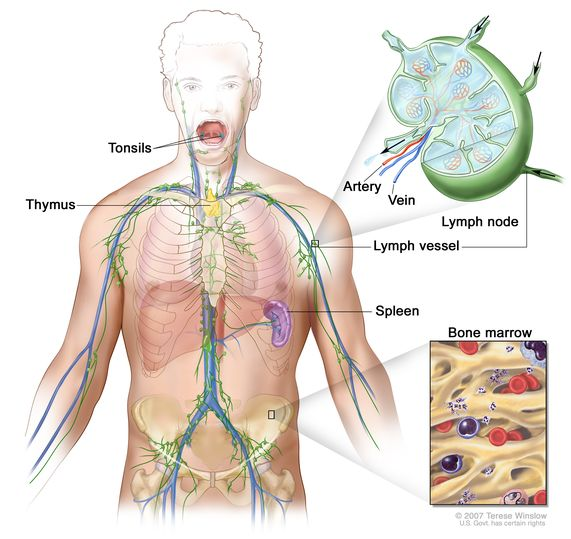 Tonsils
Thymus
Artery
Vein
Lymph node
Lymph vessel
Spleen
Bone marrow
© 2007 Terese Winslow
U.S. Govt. has certain rights